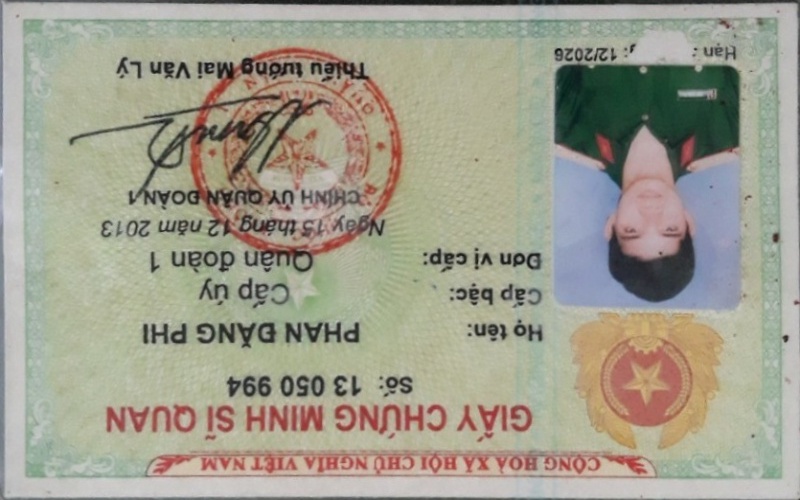 CỘNG HOÀ XÃ HỘI CHỦ NGHĨA VIỆT NAM
GIẤY CHỨNG MINH SĨ QUAN
Số: 13 050 994
Họ tên: PHAN ĐĂNG PHI
Cấp bậc: Cấp úy
Đơn vị cấp: Quân đoàn 1
Ngày 15 tháng 12 năm 2013
CHÍNH ỦY QUÂN ĐOÀN 1
Thiếu tướng Mai Văn Lý
Hạn 12/2026